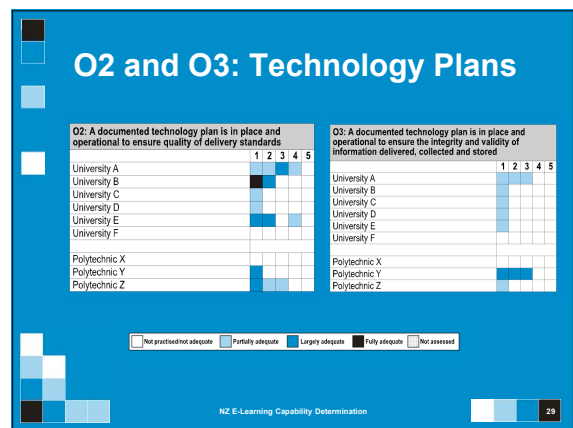 O2 and O3: Technology Plans
O2: A documented technology plan is in place and
operational to ensure quality of delivery standards
1 2 3 4 5
University A
University B
University C
University D
University E
University F
Polytechnic X
Polytechnic Y
Polytechnic Z
O3: A documented technology plan is in place and
operational to ensure the integrity and validity of
information delivered, collected and stored
1 2 3 4 5
University A
University B
University C
University D
University E
University F
Polytechnic X
Polytechnic Y
Polytechnic Z
Not practised/not adequate Partially adequate Largely adequate Fully adequate Not assessed
NZ E-Learning Capability Determination
29